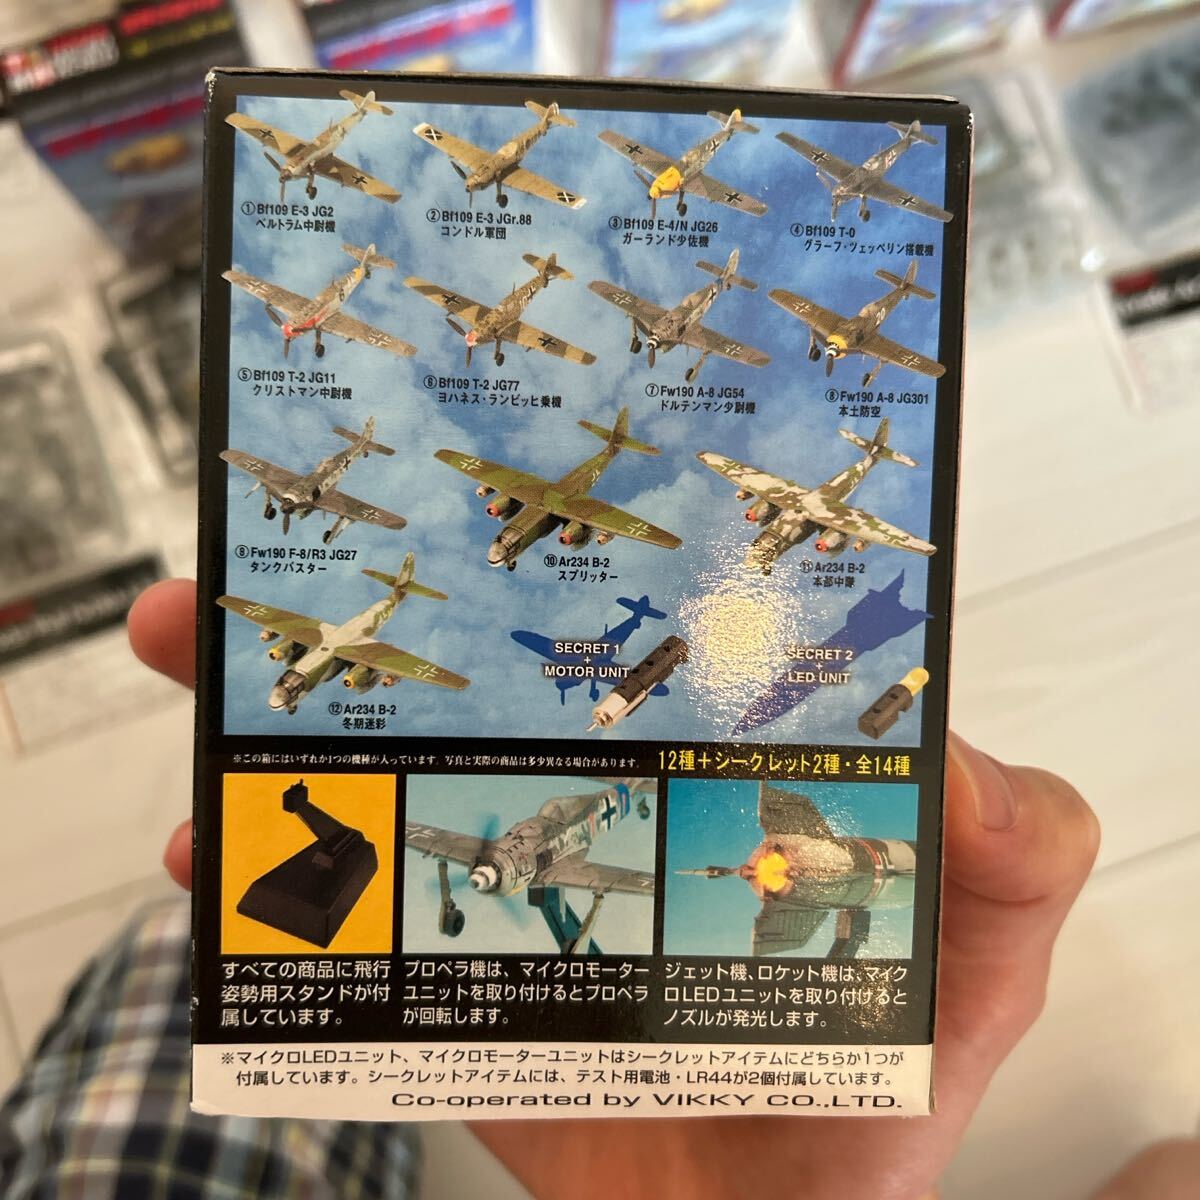 ①Bf109 E-3 JG2
ベルトラム中尉機
②Bf109 E-3 JGr.88
コンドル軍団
③Bf109 E-4/N JG26
ガーランド少佐機
④Bf109 T-0
グラーフ・ツェッペリン搭載機
⑤Bf109 T-2 JG11
クリストマン中尉機
⑥Bf109 T-2 JG77
ヨハネス・ランピッヒ乗機
⑦Fw190 A-8 JG54
ドルテンマン少尉機
⑧Fw190 A-8 JG301
本土防空
⑨Fw190 F-8/R3 JG27
タンクバスター
⑩Ar234 B-2
スプリッター
⑪Ar234 B-2
本部中隊
⑫Ar234 B-2
冬期迷彩
SECRET 1
+
MOTOR UNIT
SECRET 2
+
LED UNIT
※この箱にはいずれか1つの機種が入っています。写真と実際の商品は多少異なる場合があります。
12種+シークレット2種・全14種
すべての商品に飛行
姿勢用スタンドが付
属しています。
プロペラ機は、マイクロモーター
ユニットを取り付けるとプロペラ
が回転します。
ジェット機、ロケット機は、マイク
ロLEDユニットを取り付けると
ノズルが発光します。
※マイクロLEDユニット、マイクロモーターユニットはシークレットアイテムにどちらか1つが
付属しています。シークレットアイテムには、テスト用電池・LR44が2個付属しています。
Co-operated by VIKKY CO.,LTD.